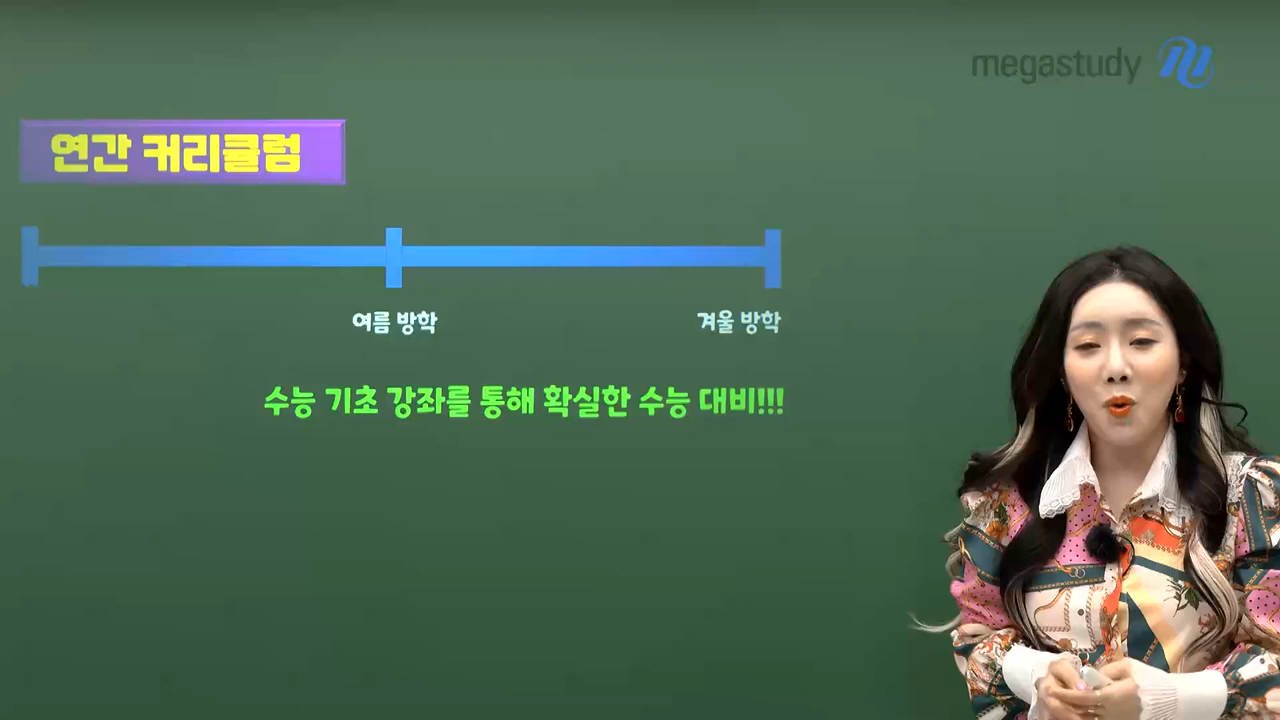 megastudy
연간 커리큘럼
여름 방학
겨울 방학
수능 기초 강좌를 통해 확실한 수능 대비!!!